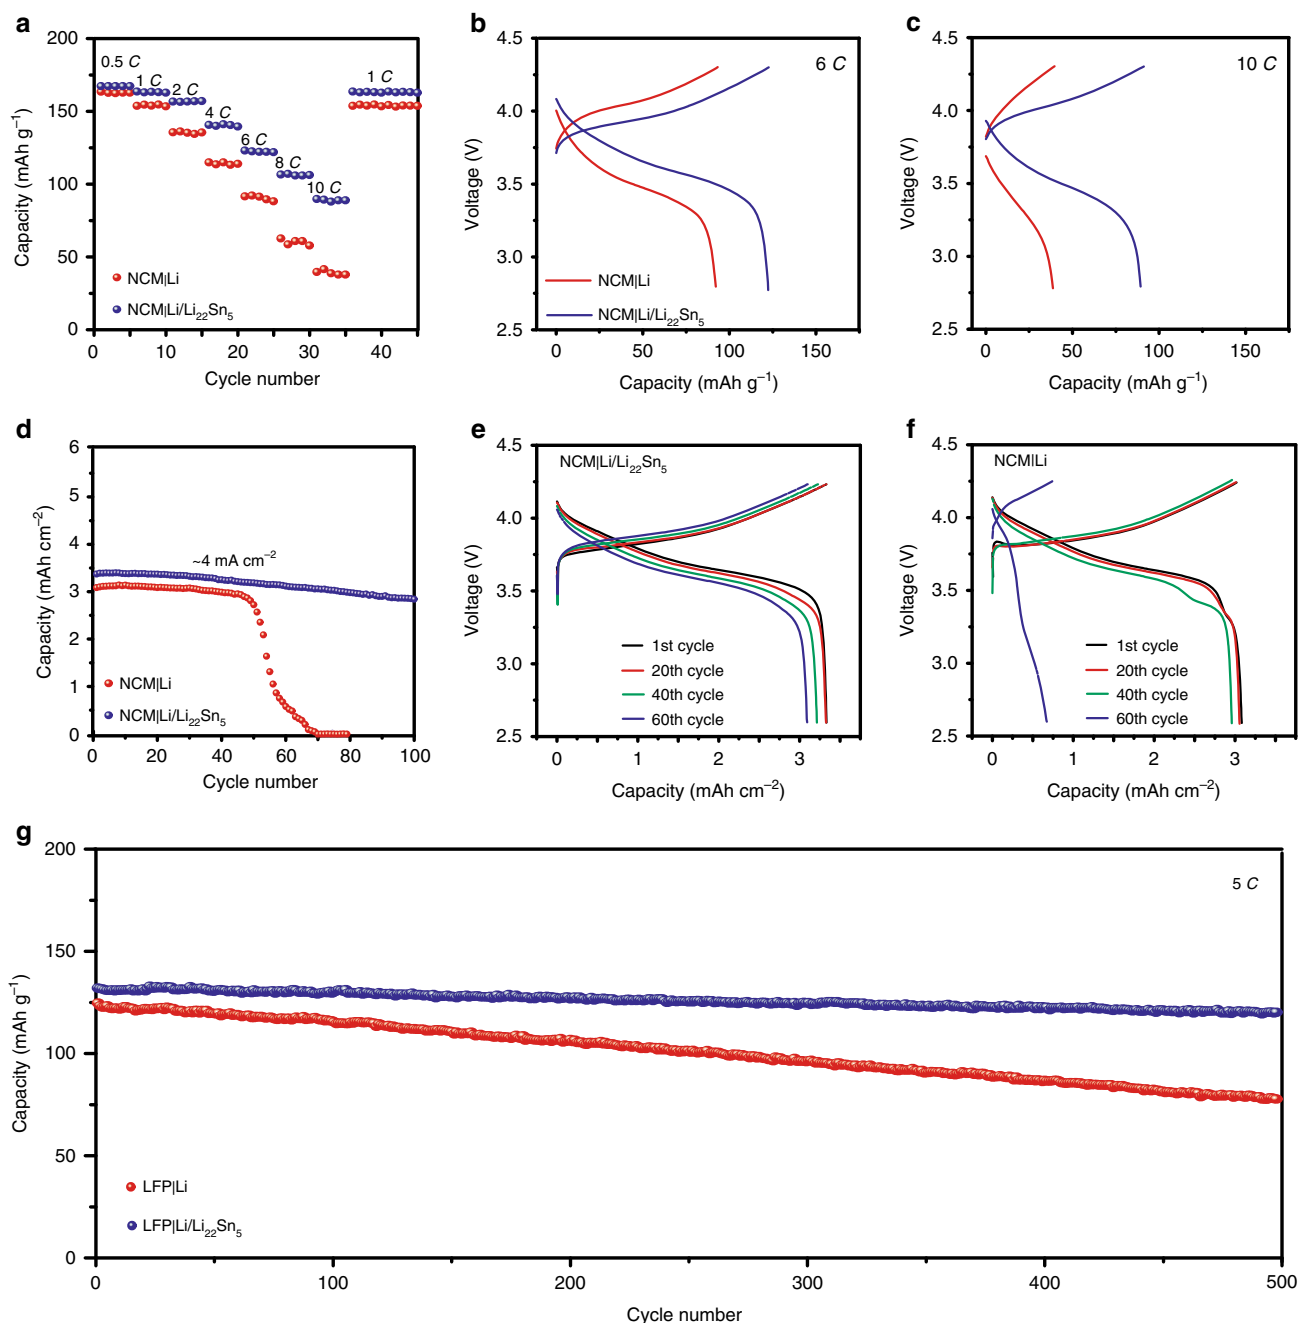 a
200
150
100
50
0
0
10
20
30
40
Capacity (mAh g⁻¹)
Cycle number
0.5 C
1 C
2 C
4 C
6 C
8 C
10 C
1 C
NCM|Li
NCM|Li/Li₂₂Sn₅
b
4.5
4.0
3.5
3.0
2.5
0
50
100
150
Voltage (V)
Capacity (mAh g⁻¹)
6 C
NCM|Li
NCM|Li/Li₂₂Sn₅
c
4.5
4.0
3.5
3.0
2.5
0
50
100
150
Voltage (V)
Capacity (mAh g⁻¹)
10 C
d
6
5
4
3
2
1
0
0
20
40
60
80
100
Capacity (mAh cm⁻²)
Cycle number
~4 mA cm⁻²
NCM|Li
NCM|Li/Li₂₂Sn₅
e
4.5
4.0
3.5
3.0
2.5
0
1
2
3
Voltage (V)
Capacity (mAh cm⁻²)
NCM|Li/Li₂₂Sn₅
1st cycle
20th cycle
40th cycle
60th cycle
f
4.5
4.0
3.5
3.0
2.5
0
1
2
3
Voltage (V)
Capacity (mAh cm⁻²)
NCM|Li
1st cycle
20th cycle
40th cycle
60th cycle
g
200
150
100
50
0
0
100
200
300
400
500
Capacity (mAh g⁻¹)
Cycle number
5 C
LFP|Li
LFP|Li/Li₂₂Sn₅